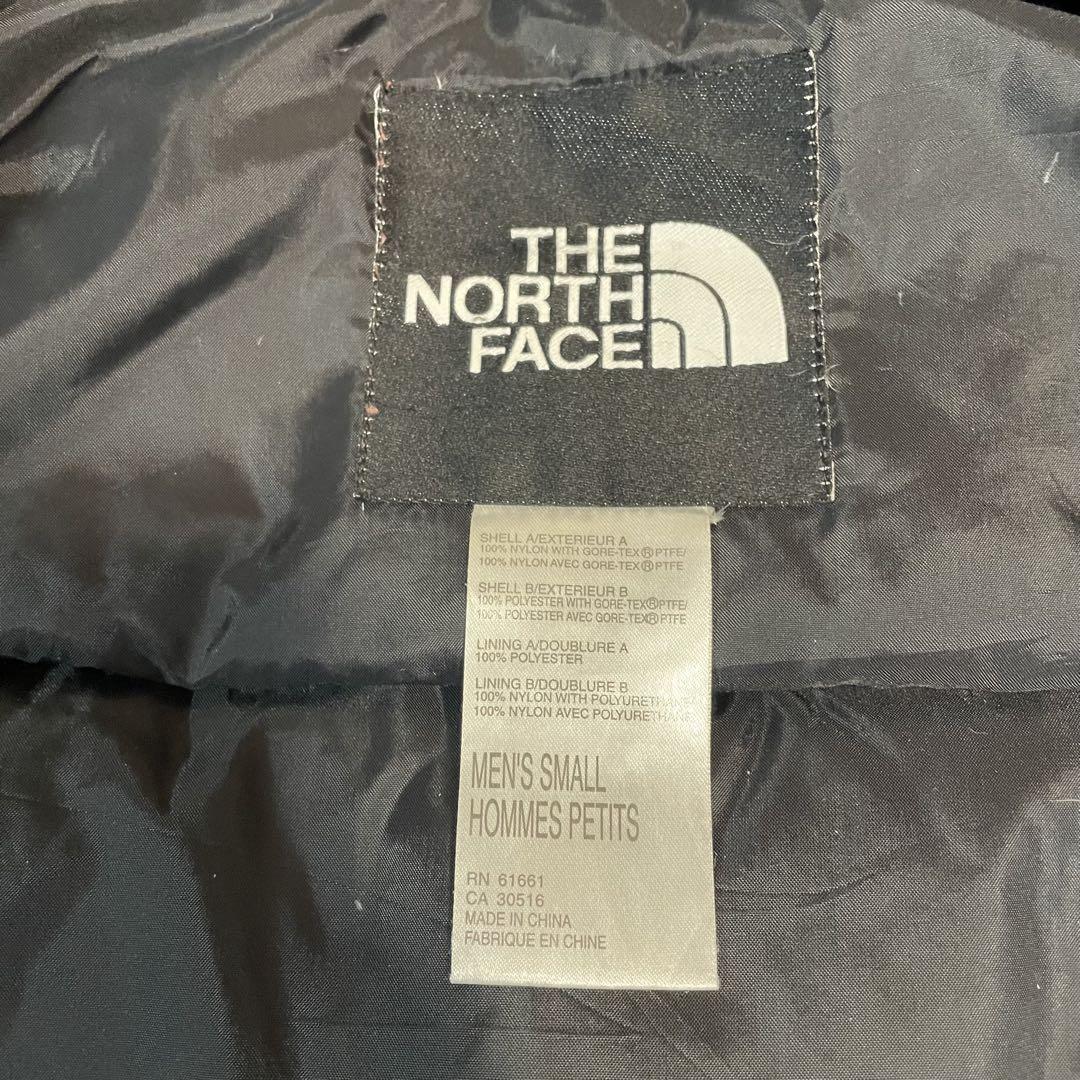 THE
NORTH
FACE
SHELL A/EXTERIEUR A
100% NYLON WITH GORE-TEX®PTFE/
100% NYLON AVEC GORE-TEX®PTFE
SHELL B/EXTERIEUR B
100% POLYESTER WITH GORE-TEX®PTFE/
100% POLYESTER AVEC GORE-TEX®PTFE
LINING A/DOUBLURE A
100% POLYESTER
LINING B/DOUBLURE B
100% NYLON WITH POLYURETHANE/
100% NYLON AVEC POLYURETHANE
MEN'S SMALL
HOMMES PETITS
RN 61661
CA 30516
MADE IN CHINA
FABRIQUE EN CHINE